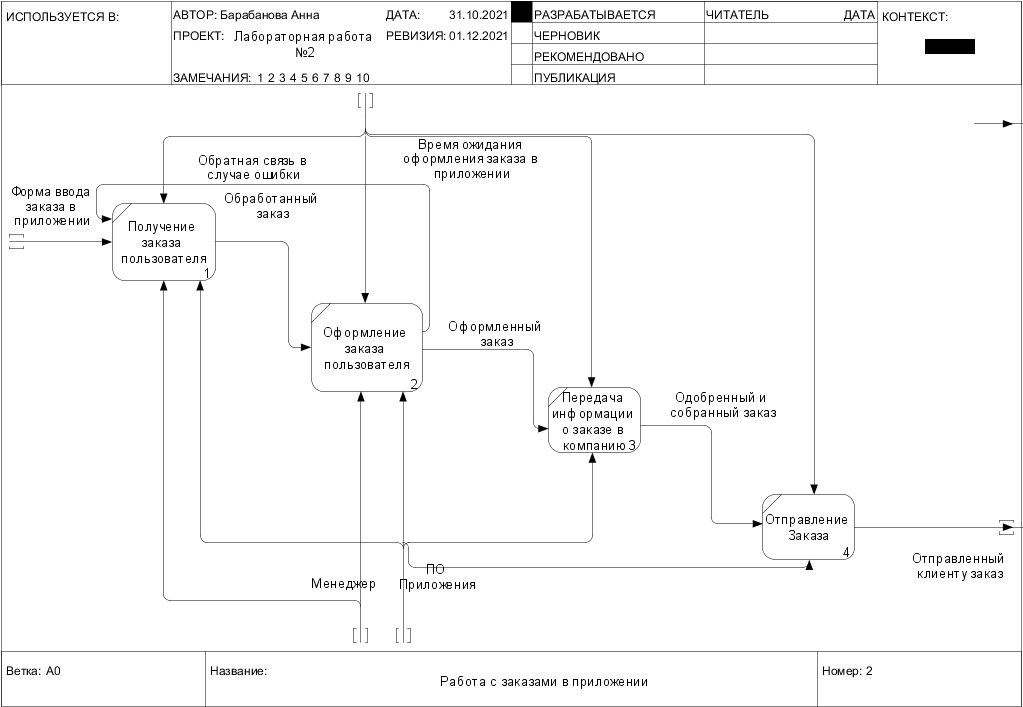 ИСПОЛЬЗУЕТСЯ В:
АВТОР: Барабанова Анна
ДАТА: 31.10.2021
РАЗРАБАТЫВАЕТСЯ
ЧИТАТЕЛЬ
ДАТА
КОНТЕКСТ:
ПРОЕКТ: Лабораторная работа
№2
РЕВИЗИЯ: 01.12.2021
ЧЕРНОВИК
РЕКОМЕНДОВАНО
ЗАМЕЧАНИЯ: 1 2 3 4 5 6 7 8 9 10
ПУБЛИКАЦИЯ
Время ожидания
оформления заказа в
приложении
Обратная связь в
случае ошибки
Форма ввода
заказа в
приложении
Обработанный
заказ
Получение
заказа
пользователя
1
Оформление
заказа
пользователя
2
Оформленный
заказ
Передача
информации
о заказе в
компанию 3
Одобренный и
собранный заказ
Отправление
Заказа
4
Отправленный
клиенту заказ
Менеджер
ПО
Приложения
Ветка: A0
Название:
Работа с заказами в приложении
Номер: 2